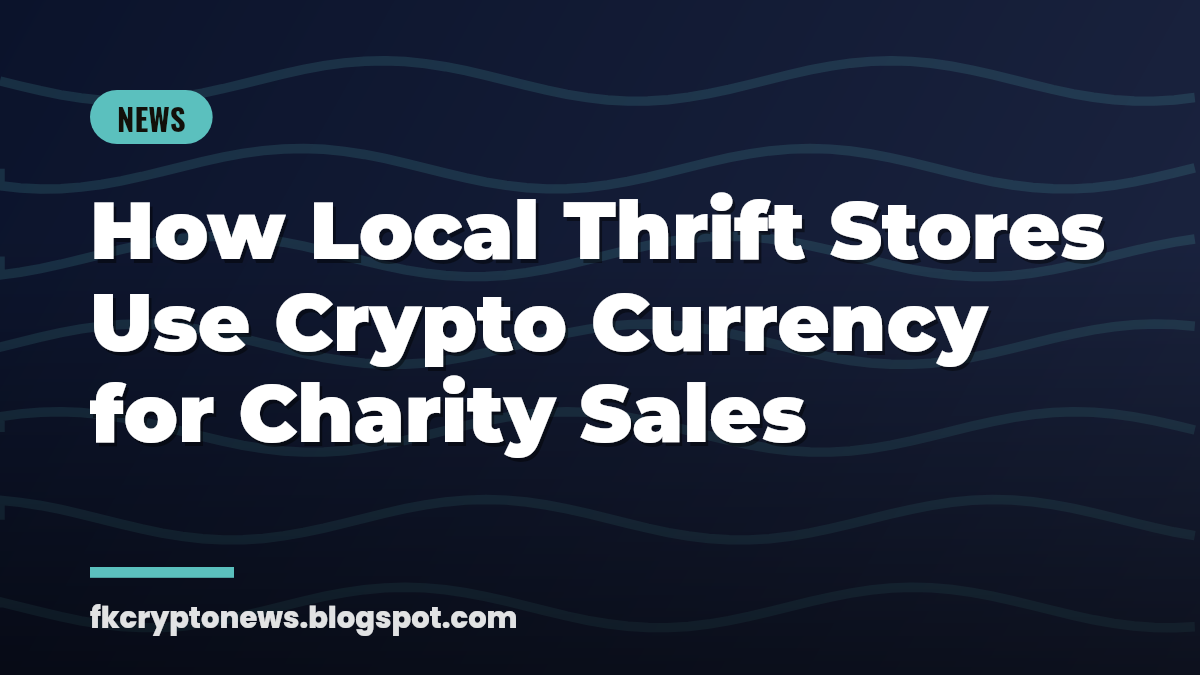 NEWS
How Local Thrift Stores
Use Crypto Currency
for Charity Sales
fkcryptonews.blogspot.com